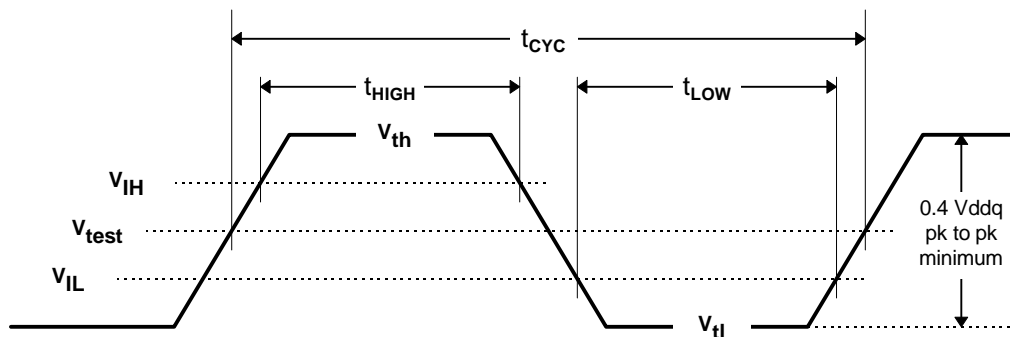 tCYC
tHIGH
tLOW
Vth
VIH
Vtest
VIL
0.4 Vddq
pk to pk
minimum
Vtl